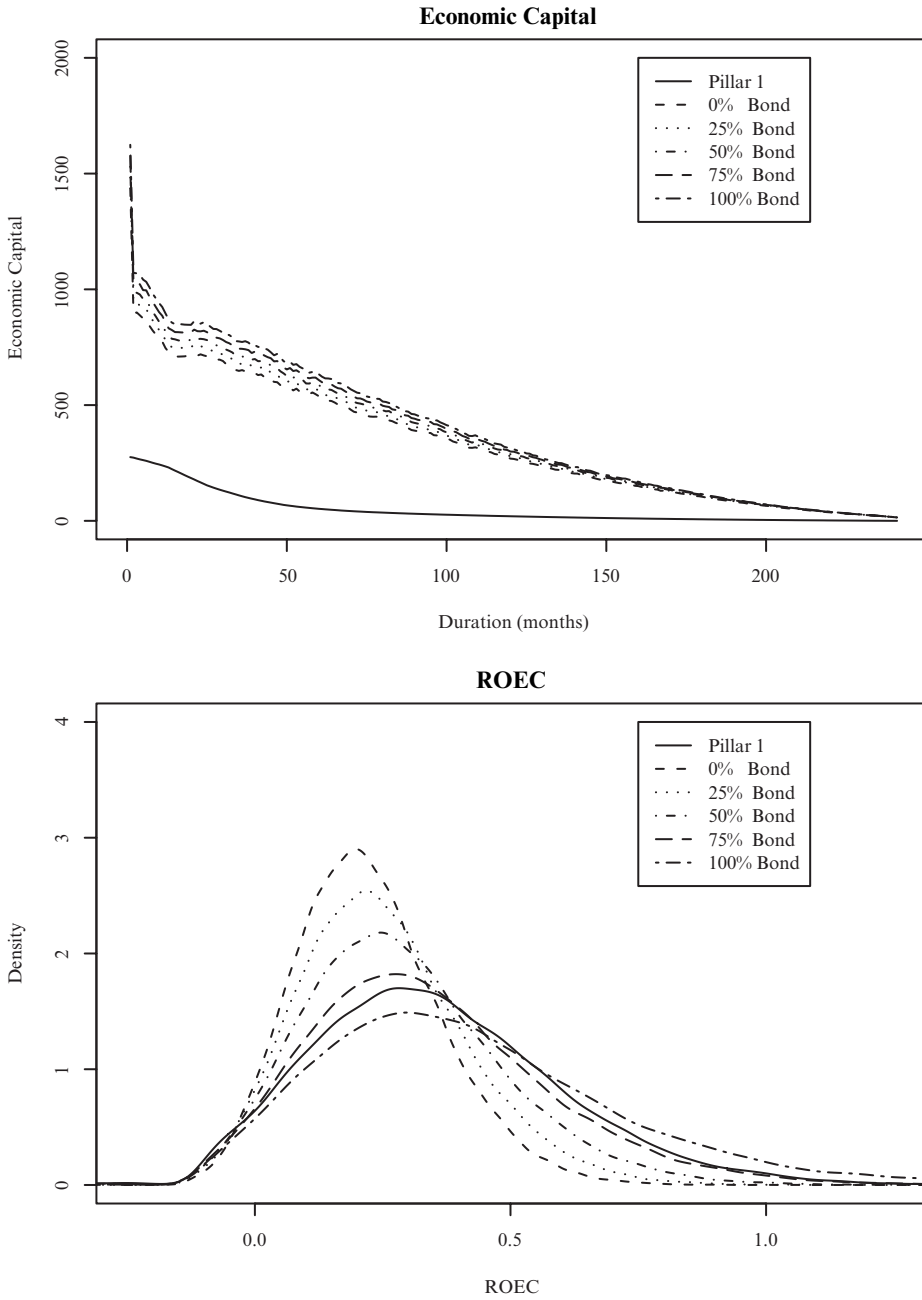 Economic Capital
2000
1500
1000
500
0
Economic Capital
Pillar 1
0% Bond
25% Bond
50% Bond
75% Bond
100% Bond
0 50 100 150 200
Duration (months)
ROEC
4
3
2
1
0
Density
Pillar 1
0% Bond
25% Bond
50% Bond
75% Bond
100% Bond
0.0 0.5 1.0
ROEC